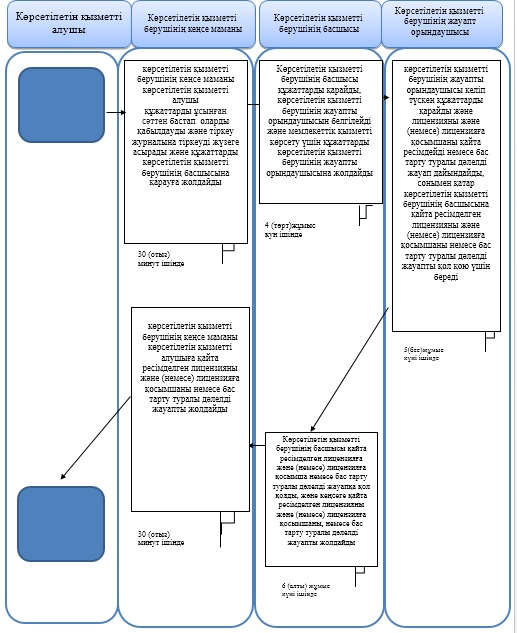 Көрсетілетін қызметті
алушы
Көрсетілетін қызметті
берушінің кеңсе маманы
Көрсетілетін қызметті
берушінің басшысы
Көрсетілетін қызметті
берушінің жауапт
орындаушысы
көрсетілетін қызметті
берушінің кеңсе маманы
көрсетілетін қызметті
алушы
құжаттарды ұсынған
сәттен бастап оларды
қабылдауды және тіркеу
журналына тіркеуді жүзеге
асырады және құжаттарды
көрсетілетін қызметті
берушінің басшысына
қарауға жолдайды
30 (отыз)
минут ішінде
Көрсетілетін қызметті
берушінің басшысы
құжаттарды қарайды,
көрсетілетін қызметті
берушінің жауапты
орындаушысын белгілейді
және мемлекеттік қызметті
көрсету үшін құжаттарды
көрсетілетін қызметті
берушінің жауапты
орындаушысына жолдайды
4 (төрт)жұмыс
күн ішінде
көрсетілетін қызметті
берушінің жауапты
орындаушысы келіп
түскен құжаттарды
қарайды және
лицензияны және
(немесе) лицензияға
қосымшаны қайта
ресімдейді немесе бас
тарту туралы дәлелді
жауап дайындайды,
сонымен қатар
көрсетілетін қызметті
берушінің басшысына
қайта ресімделген
лицензияны және
(немесе) лицензияға
қосымшаны немесе бас
тарту туралы дәлелді
жауапты қол қою үшін
береді
5(бес)жұмыс
күні ішінде
көрсетілетін қызметті
берушінің кеңсе маманы
көрсетілетін қызметті
алушыға қайта
ресімделген лицензияны
және (немесе) лицензияға
қосымшаны немесе бас
тарту туралы дәлелді
жауапты жолдайды
30 (отыз)
минут ішінде
Көрсетілетін қызметті
берушінің басшысы қайта
ресімделген лицензияға
және (немесе) лицензияға
қосымша немесе бас тарту
туралы дәлелді жауапқа қол
қояды, және кеңсеге қайта
ресімделген лицензияны
және (немесе) лицензияға
қосымшаны, немесе бас
тарту туралы дәлелді
жауапты жолдайды
6 (алты) жұмыс
күні ішінде